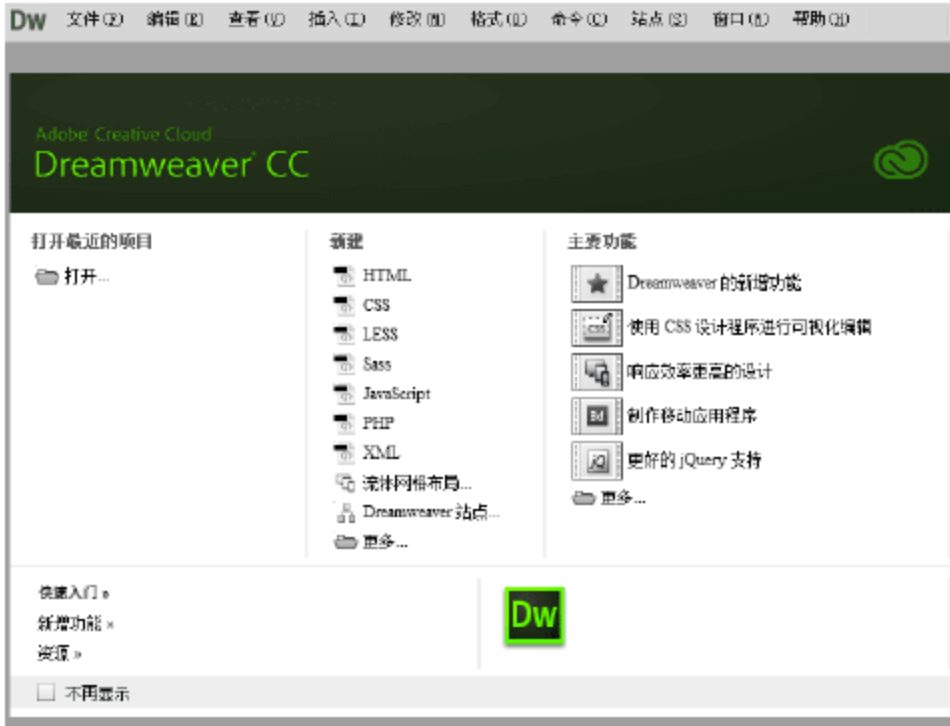 Dw 文件(F) 编辑(E) 查看(V) 插入(I) 修改(M) 格式(O) 命令(C) 站点(S) 窗口(W) 帮助(H)
Adobe Creative Cloud
Dreamweaver® CC
打开最近的项目
打开...
新建
HTML
CSS
LESS
Sass
JavaScript
PHP
XML
流体网格布局...
Dreamweaver 站点...
更多...
主要功能
Dreamweaver 的新增功能
CSS
使用 CSS 设计程序进行可视化编辑
响应效率更高的设计
Bd
制作移动应用程序
jQ
更好的 jQuery 支持
更多...
快速入门 »
新增功能 »
资源 »
Dw
不再显示